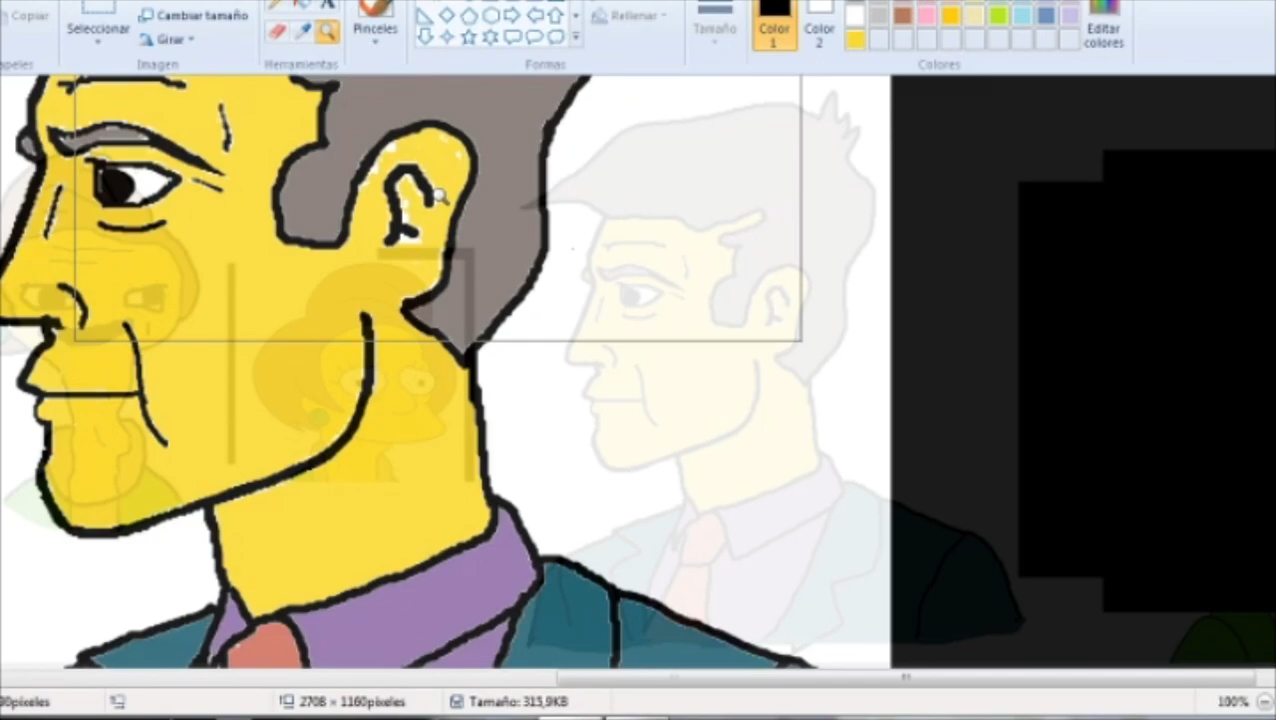 Copiar
Seleccionar
Cambiar tamaño
Girar
Imagen
Herramientas
Pinceles
Formas
Rellenar
Tamaño
Color 1
Color 2
Editar colores
Colores
2708 × 1160píxeles
Tamaño: 315,9KB
100%